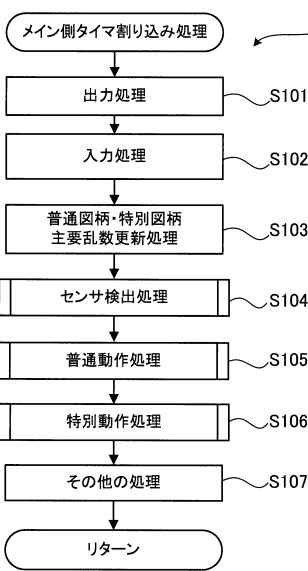 メイン側タイマ割り込み処理
出力処理
S101
入力処理
S102
普通図柄・特別図柄
主要乱数更新処理
S103
センサ検出処理
S104
普通動作処理
S105
特別動作処理
S106
その他の処理
S107
リターン